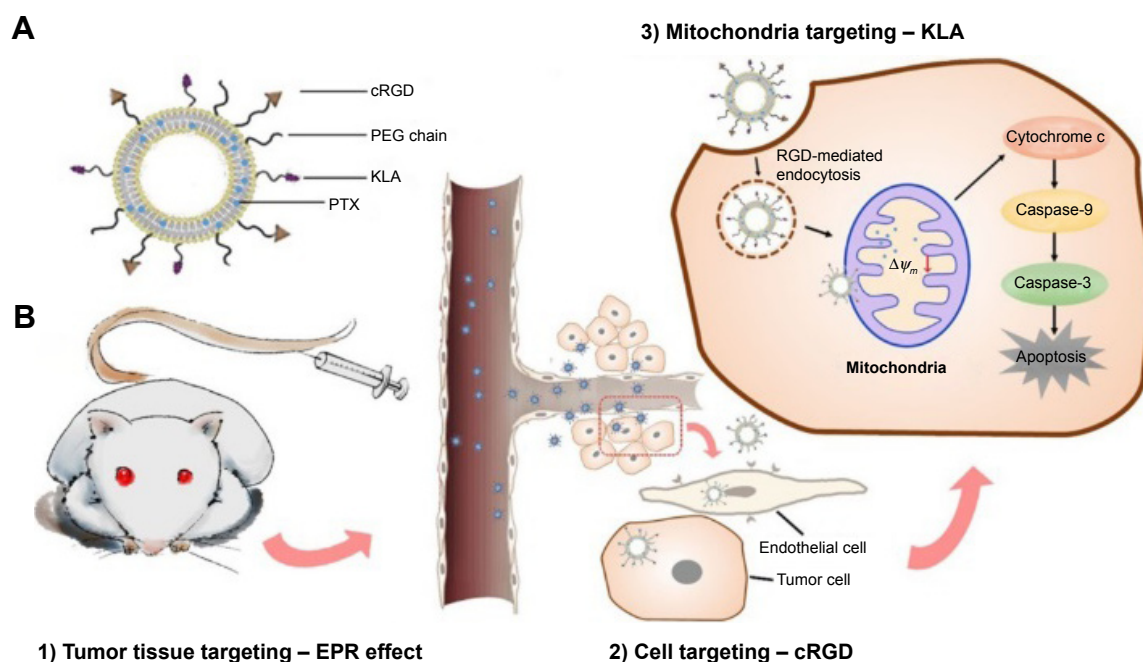 A
cRGD
PEG chain
KLA
PTX
B
1) Tumor tissue targeting – EPR effect
Endothelial cell
Tumor cell
2) Cell targeting – cRGD
3) Mitochondria targeting – KLA
RGD-mediated
endocytosis
Δψm
Mitochondria
Cytochrome c
Caspase-9
Caspase-3
Apoptosis